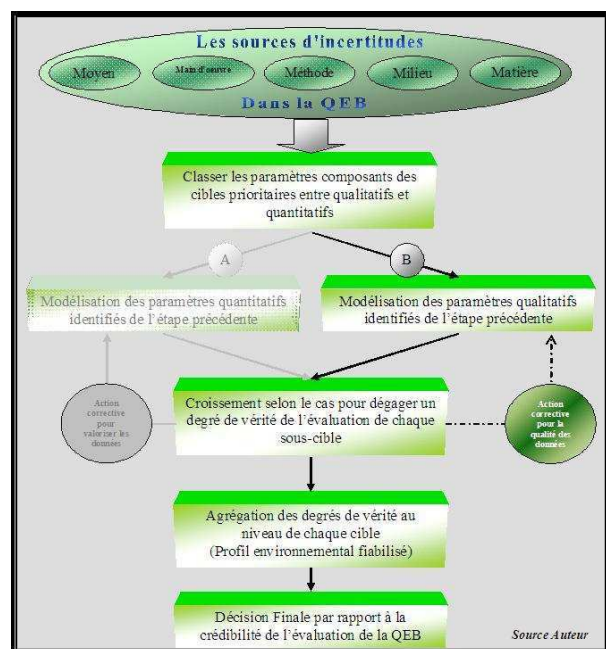 Les sources d'incertitudes
Moyen
Main d'oeuvre
Méthode
Milieu
Matière
Dans la QEB
Classer les paramètres composants des
cibles prioritaires entre qualitatifs et
quantitatifs
A
B
Modélisation des paramètres quantitatifs
identifiés de l'étape précédente
Modélisation des paramètres qualitatifs
identifiés de l'étape précédente
Action
corrective
pour
valoriser les
données
Croissement selon le cas pour dégager un
degré de vérité de l'évaluation de chaque
sous-cible
Action
corrective
pour la
qualité des
données
Agrégation des degrés de vérité au
niveau de chaque cible
(Profil environnemental fiabilisé)
Décision Finale par rapport à la
crédibilité de l'évaluation de la QEB
Source Auteur